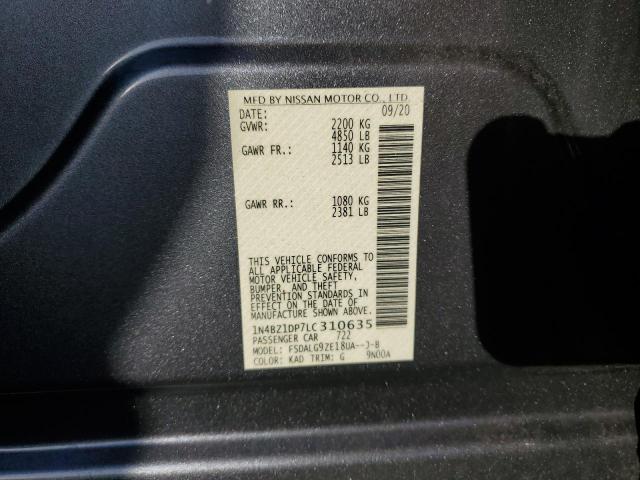 MFD BY NISSAN MOTOR CO., LTD.
DATE: 09/20
GVWR: 2200 KG
4850 LB
GAWR FR.: 1140 KG
2513 LB
GAWR RR.: 1080 KG
2381 LB
THIS VEHICLE CONFORMS TO
ALL APPLICABLE FEDERAL
MOTOR VEHICLE SAFETY,
BUMPER, AND THEFT
PREVENTION STANDARDS IN
EFFECT ON THE DATE OF
MANUFACTURE SHOWN ABOVE.
1N4BZ1DP7LC310635
PASSENGER CAR 722
MODEL: FSDALG9ZE18UA--J-B
COLOR: KAD TRIM: G 9N00A